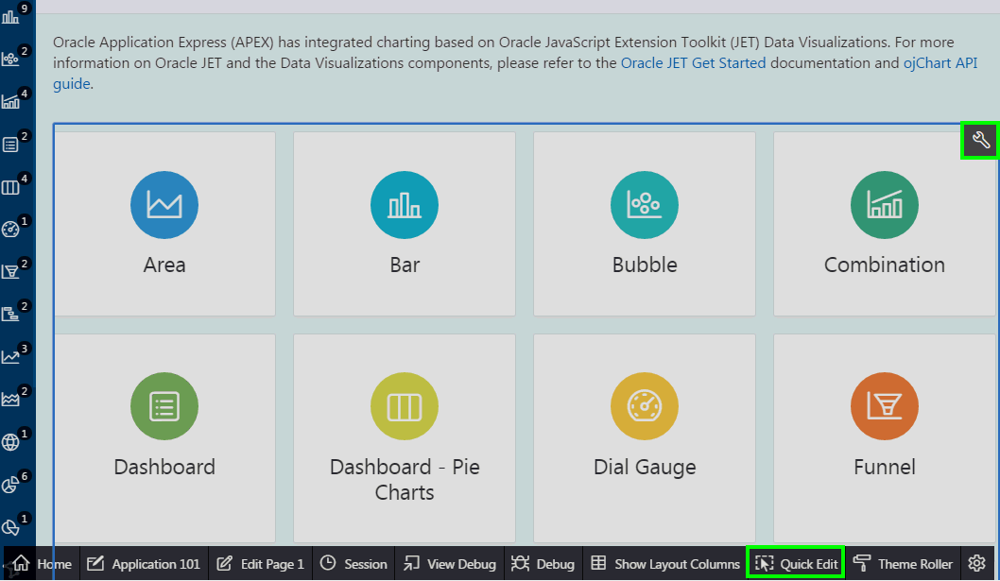 9
2
4
2
4
1
2
2
3
2
1
6
1
Oracle Application Express (APEX) has integrated charting based on Oracle JavaScript Extension Toolkit (JET) Data Visualizations. For more
information on Oracle JET and the Data Visualizations components, please refer to the Oracle JET Get Started documentation and ojChart API
guide.
Area
Bar
Bubble
Combination
Dashboard
Dashboard - Pie
Charts
Dial Gauge
Funnel
Home
Application 101
Edit Page 1
Session
View Debug
Debug
Show Layout Columns
Quick Edit
Theme Roller